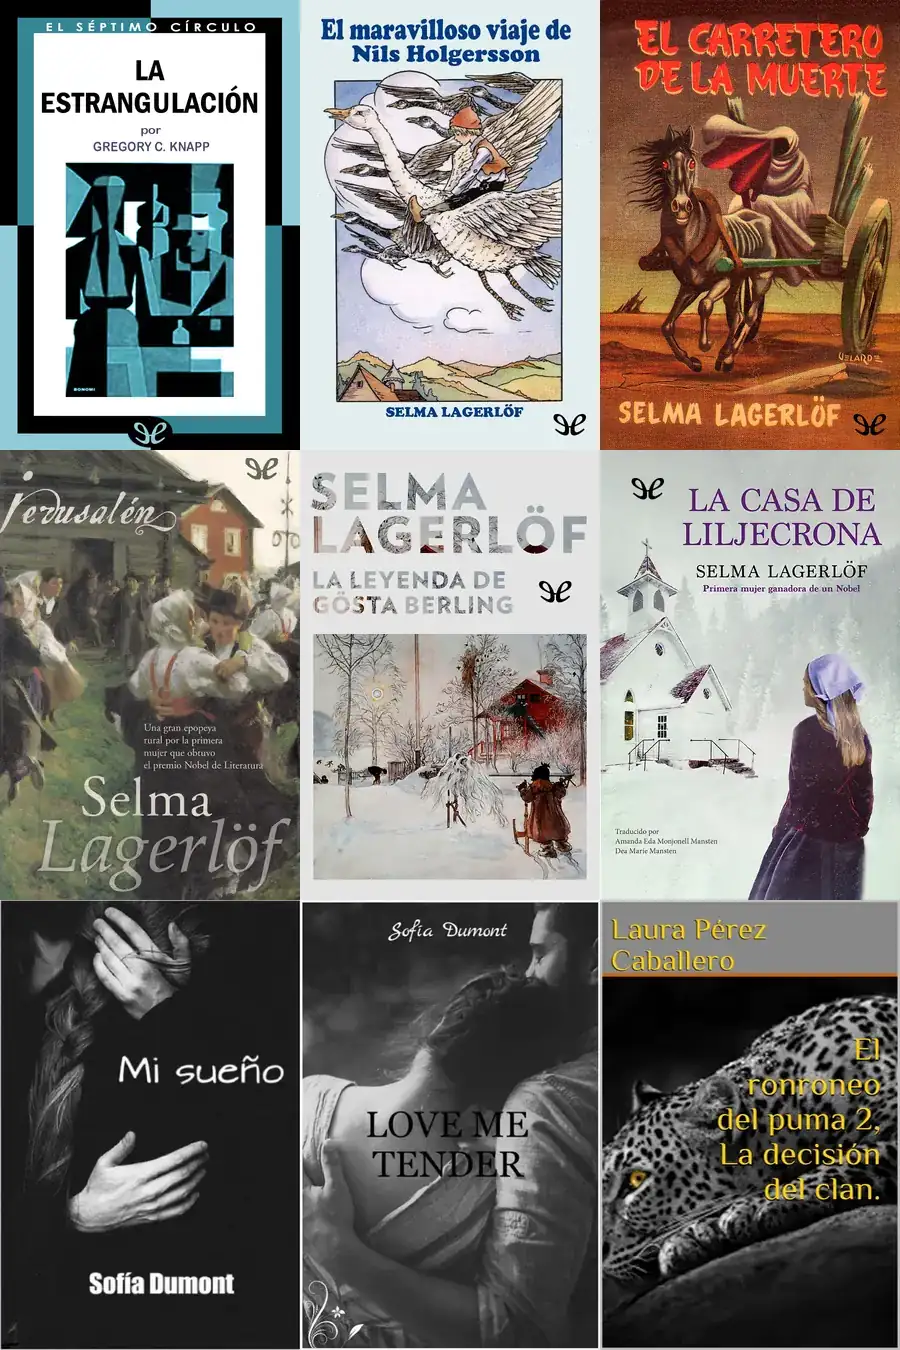 EL SÉPTIMO CÍRCULO
LA
ESTRANGULACIÓN
por
GREGORY C. KNAPP
BONOMI
El maravilloso viaje de
Nils Holgersson
SELMA LAGERLÖF
EL CARRETERO
DE LA MUERTE
VELARDE
SELMA LAGERLÖF
Jerusalén
Una gran epopeya
rural por la primera
mujer que obtuvo
el premio Nobel de Literatura
Selma
Lagerlöf
SELMA
LAGERLÖF
LA LEYENDA DE
GÖSTA BERLING
LA CASA DE
LILJECRONA
SELMA LAGERLÖF
Primera mujer ganadora de un Nobel
Traducido por
Amanda Eda Monjonell Mansten
Dea Marie Mansten
Mi sueño
Sofía Dumont
Sofía Dumont
LOVE ME
TENDER
Laura Pérez
Caballero
El
ronroneo
del puma 2,
La decisión
del clan.